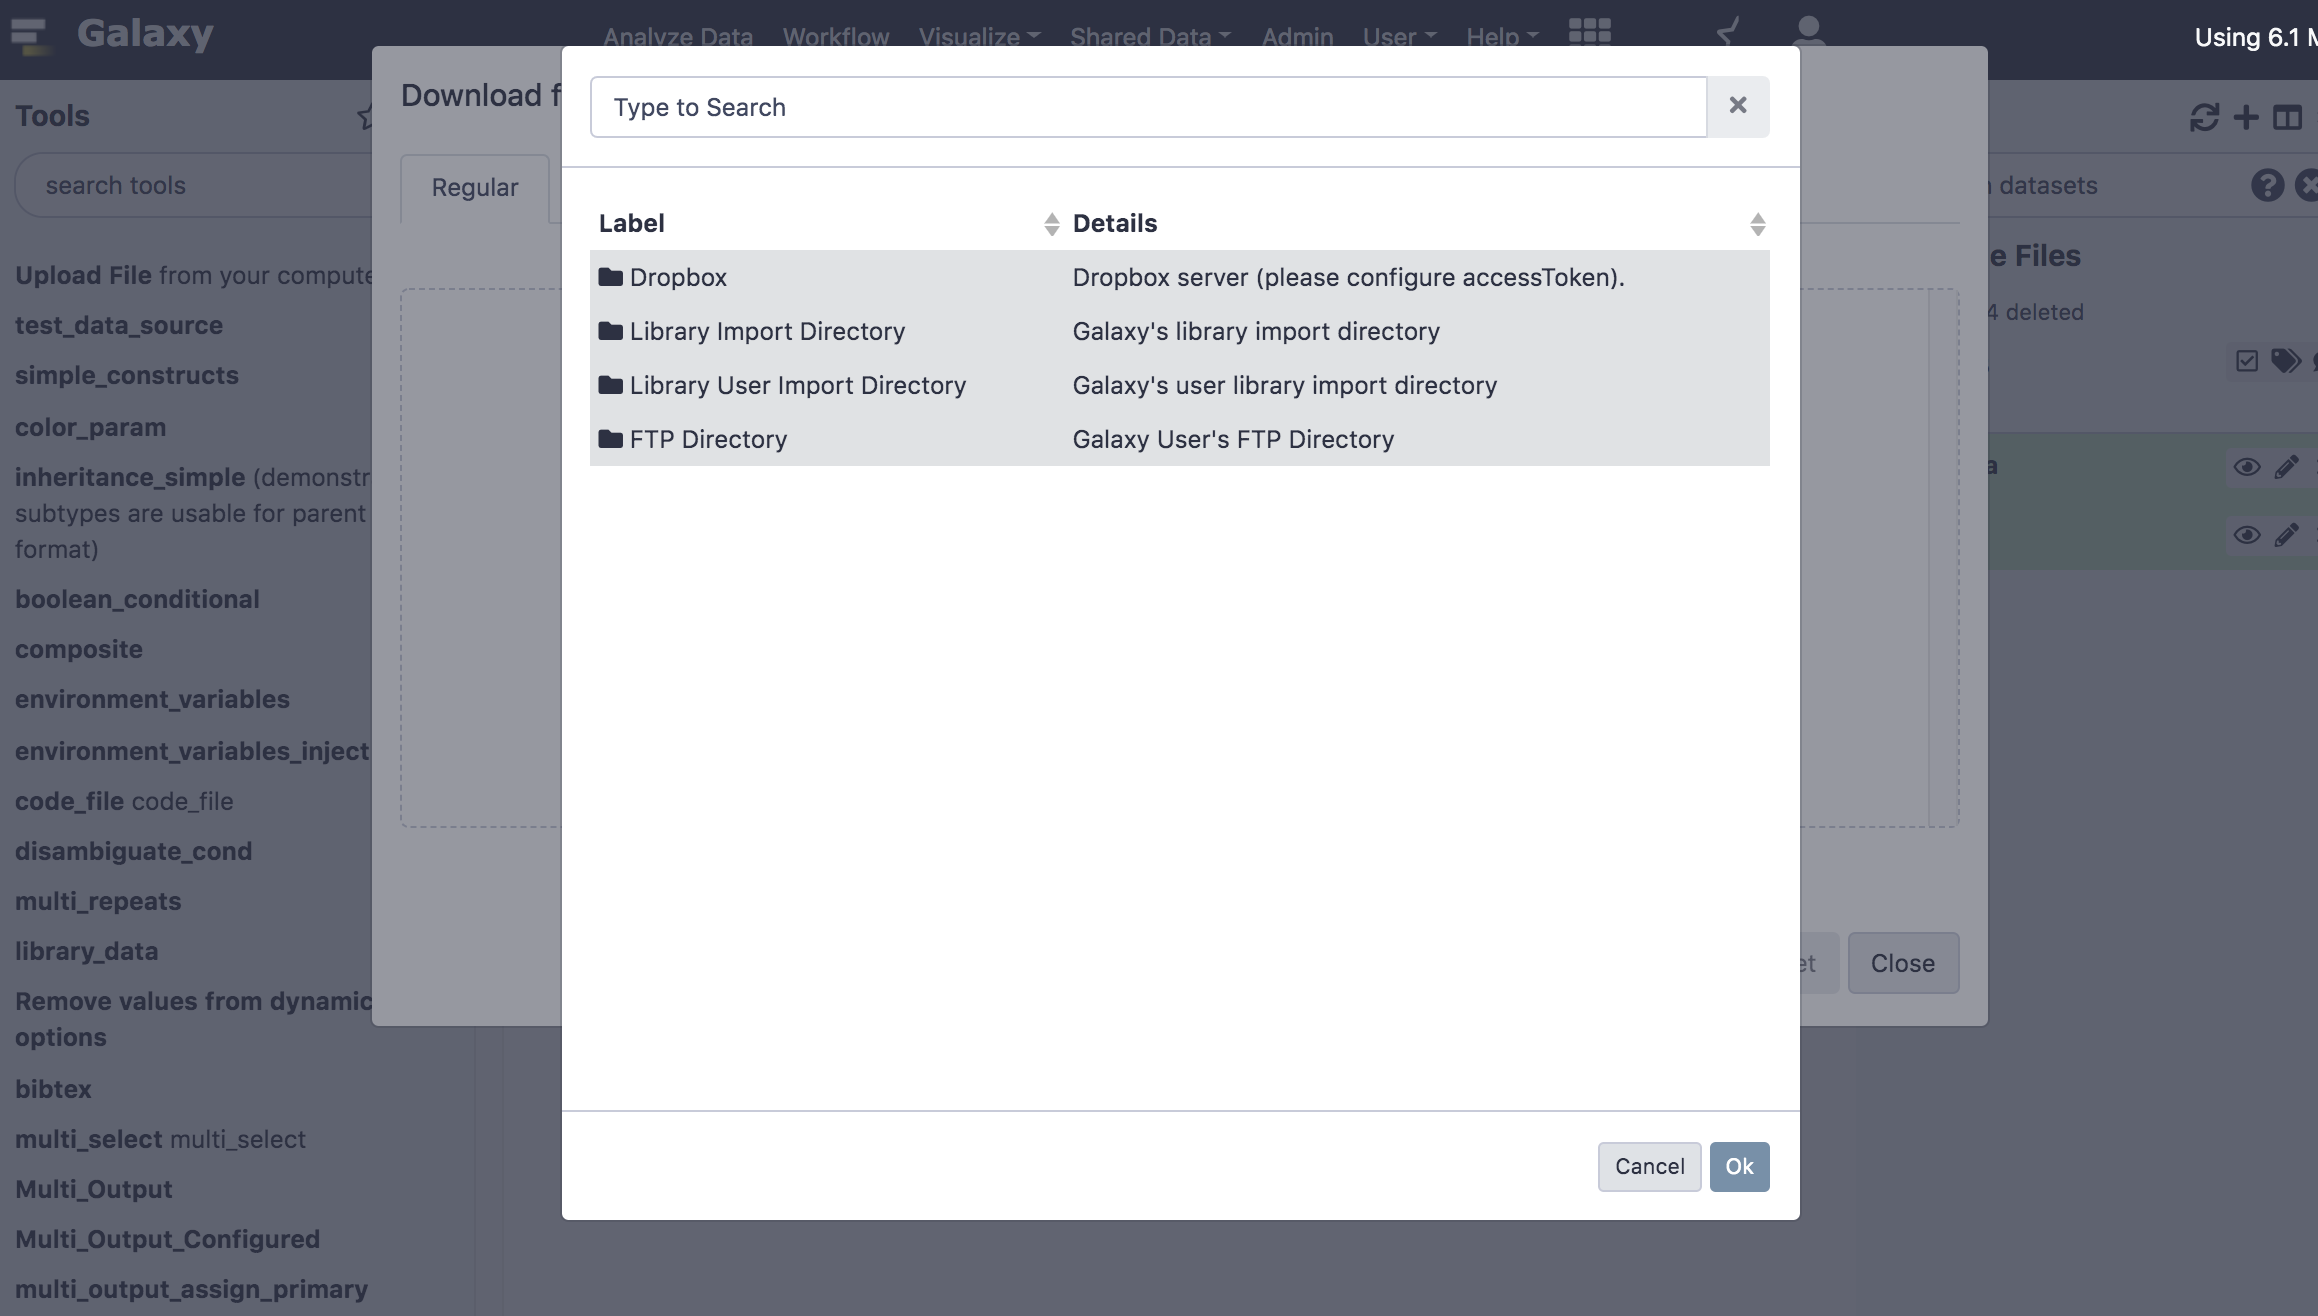 Galaxy
Analyze Data Workflow Visualize Shared Data Admin User Help
Using 6.1
Tools
search tools
Upload File from your
test_data_source
simple_constructs
color_param
inheritance_simple
subtypes are usable for parent
format)
boolean_conditional
composite
environment_variables
environment_variables_inject
code_file code_file
disambiguate_cond
multi_repeats
library_data
Remove values from dynamic
options
bibtex
multi_select multi_select
Multi_Output
Multi_Output_Configured
multi_output_assign_primary
Download
Regular
Type to Search
Label Details
Dropbox Dropbox server (please configure accessToken).
Library Import Directory Galaxy's library import directory
Library User Import Directory Galaxy's user library import directory
FTP Directory Galaxy User's FTP Directory
Cancel Ok
Close
datasets
Files
4 deleted